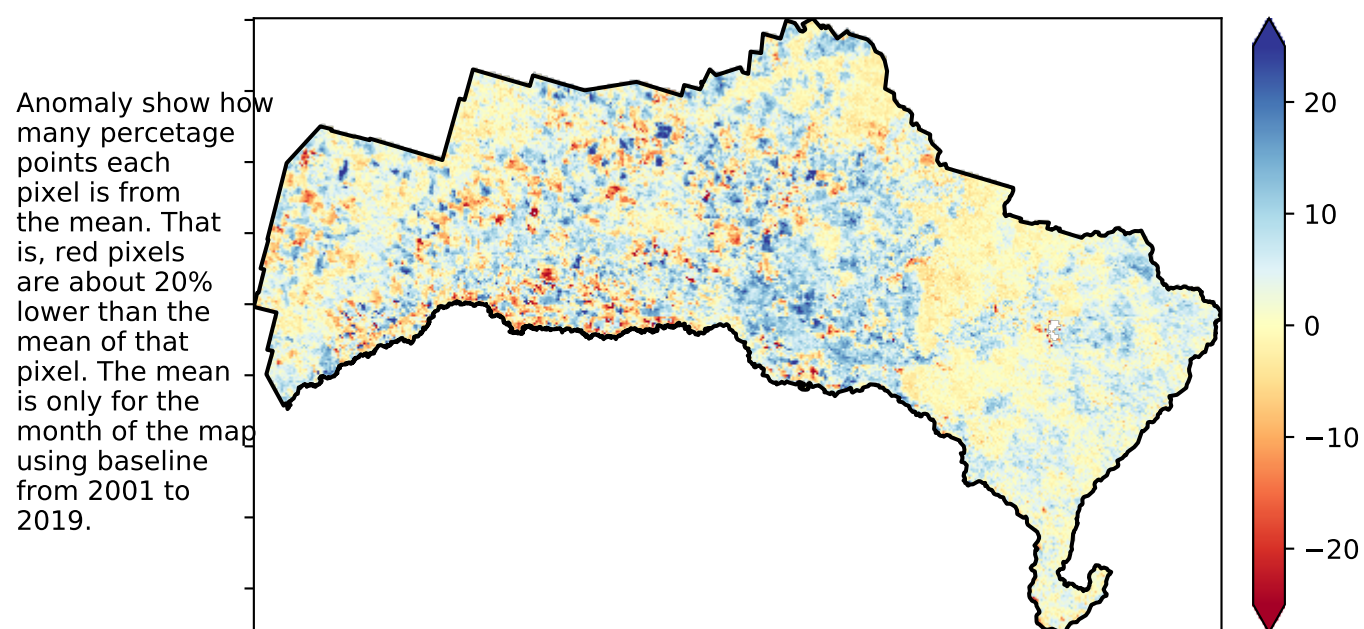 Anomaly show how
many percetage
points each
pixel is from
the mean. That
is, red pixels
are about 20%
lower than the
mean of that
pixel. The mean
is only for the
month of the map
using baseline
from 2001 to
2019.
20
10
0
−10
−20